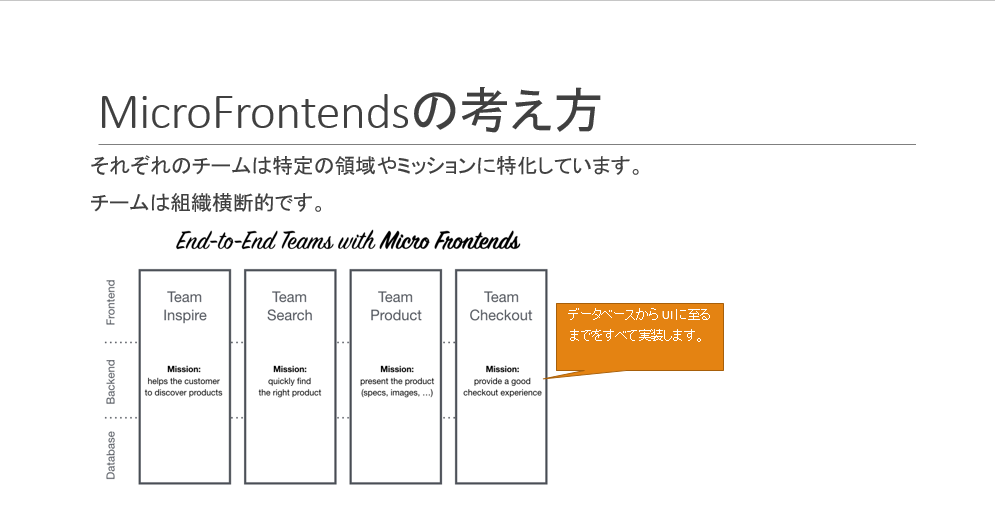 MicroFrontendsの考え方
それぞれのチームは特定の領域やミッションに特化しています。
チームは組織横断的です。
End-to-End Teams with Micro Frontends
Frontend
Backend
Database
Team
Inspire
Mission:
helps the customer
to discover products
Team
Search
Mission:
quickly find
the right product
Team
Product
Mission:
present the product
(specs, images, …)
Team
Checkout
Mission:
provide a good
checkout experience
データベースから UIに至る
までをすべて実装します。